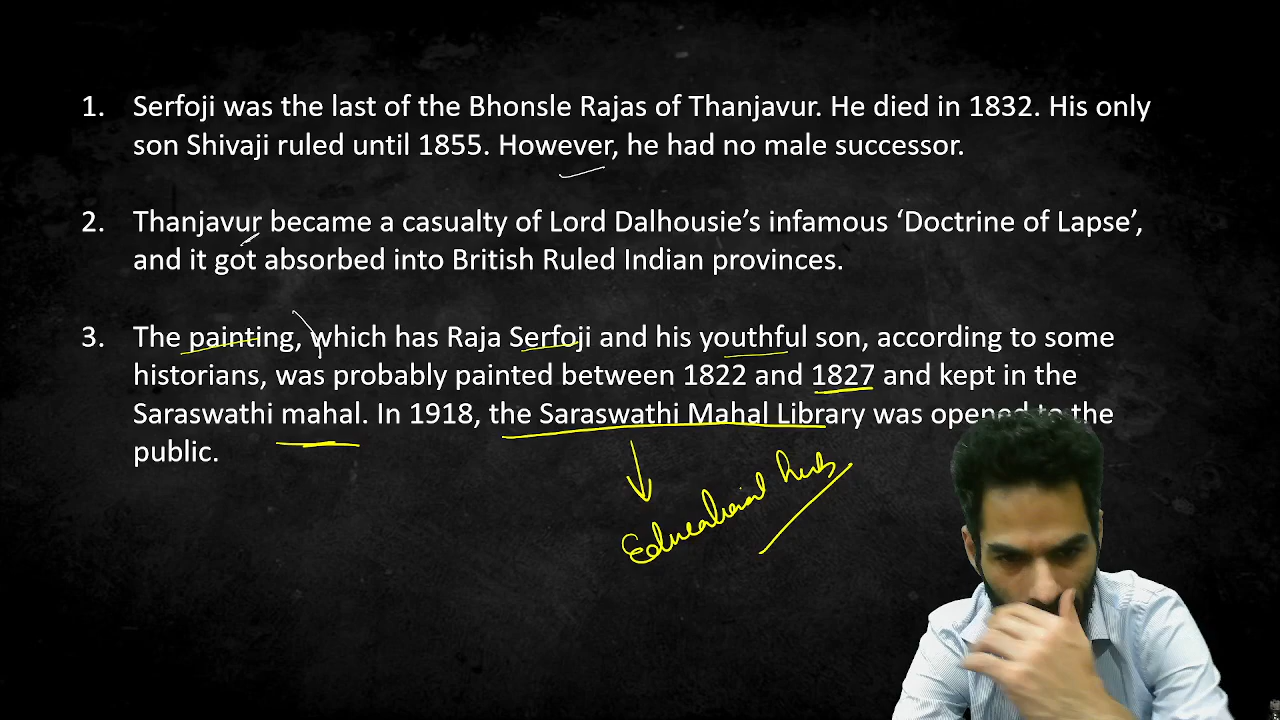 1. Serfoji was the last of the Bhonsle Rajas of Thanjavur. He died in 1832. His only
son Shivaji ruled until 1855. However, he had no male successor.
2. Thanjavur became a casualty of Lord Dalhousie’s infamous ‘Doctrine of Lapse’,
and it got absorbed into British Ruled Indian provinces.
3. The painting, which has Raja Serfoji and his youthful son, according to some
historians, was probably painted between 1822 and 1827 and kept in the
Saraswathi mahal. In 1918, the Saraswathi Mahal Library was opened to the
public.
Educational hub